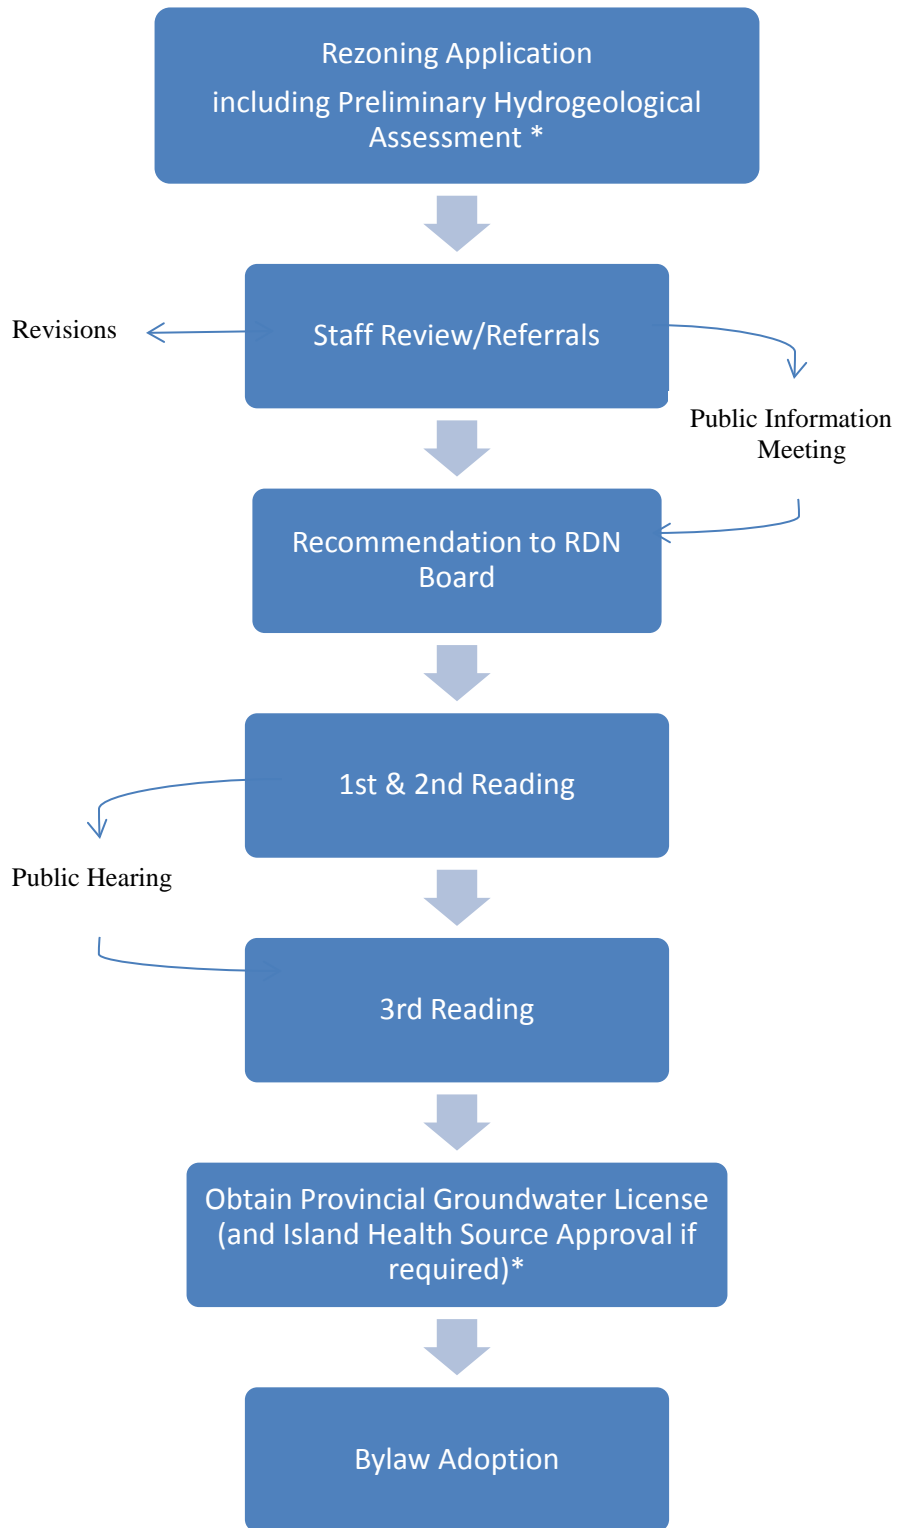 Rezoning Application
including Preliminary Hydrogeological
Assessment *
Revisions
Staff Review/Referrals
Public Information
Meeting
Recommendation to RDN
Board
1st & 2nd Reading
Public Hearing
3rd Reading
Obtain Provincial Groundwater License
(and Island Health Source Approval if
required)*
Bylaw Adoption